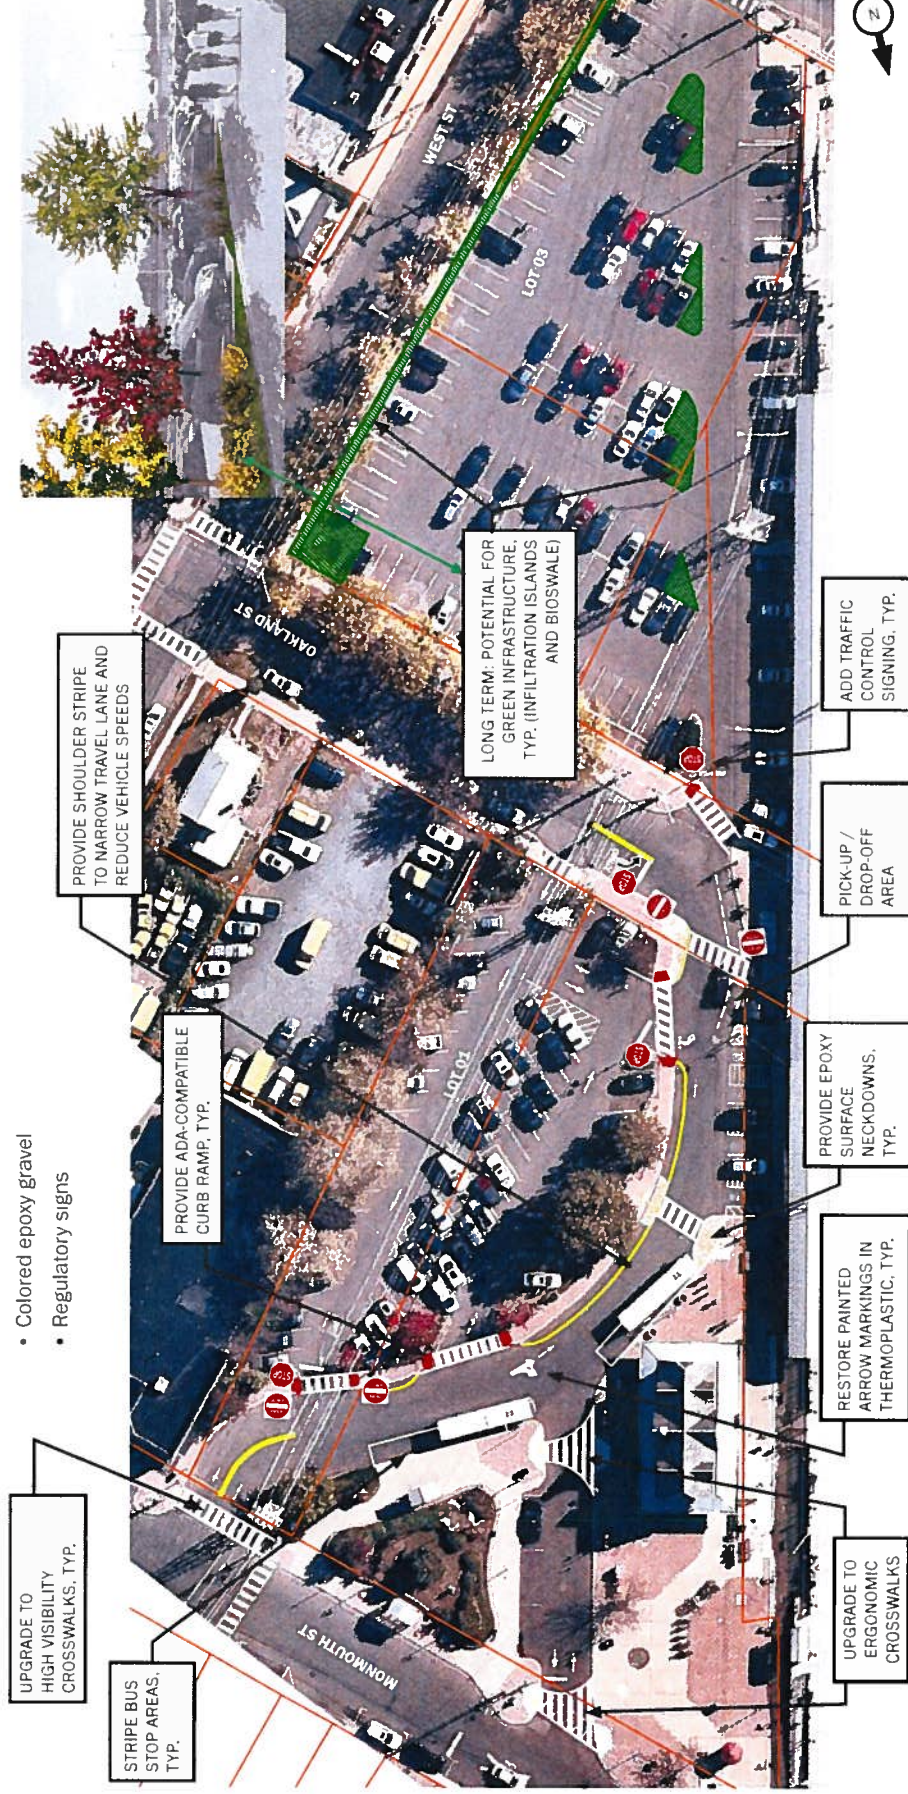 • Colored epoxy gravel
• Regulatory signs
UPGRADE TO
HIGH VISIBILITY
CROSSWALKS, TYP.
STRIPE BUS
STOP AREAS,
TYP.
PROVIDE ADA-COMPATIBLE
CURB RAMP, TYP.
PROVIDE SHOULDER STRIPE
TO NARROW TRAVEL LANE AND
REDUCE VEHICLE SPEEDS
LONG TERM: POTENTIAL FOR
GREEN INFRASTRUCTURE,
TYP. (INFILTRATION ISLANDS
AND BIOSWALE)
MONMOUTH ST
OAKLAND ST
WEST ST
LOT 03
STOP
STOP
STOP
STOP
UPGRADE TO
ERGONOMIC
CROSSWALKS
RESTORE PAINTED
ARROW MARKINGS IN
THERMOPLASTIC, TYP.
PROVIDE EPOXY
SURFACE
NECKDOWNS,
TYP.
PICK-UP /
DROP-OFF
AREA
ADD TRAFFIC
CONTROL
SIGNING, TYP.
N